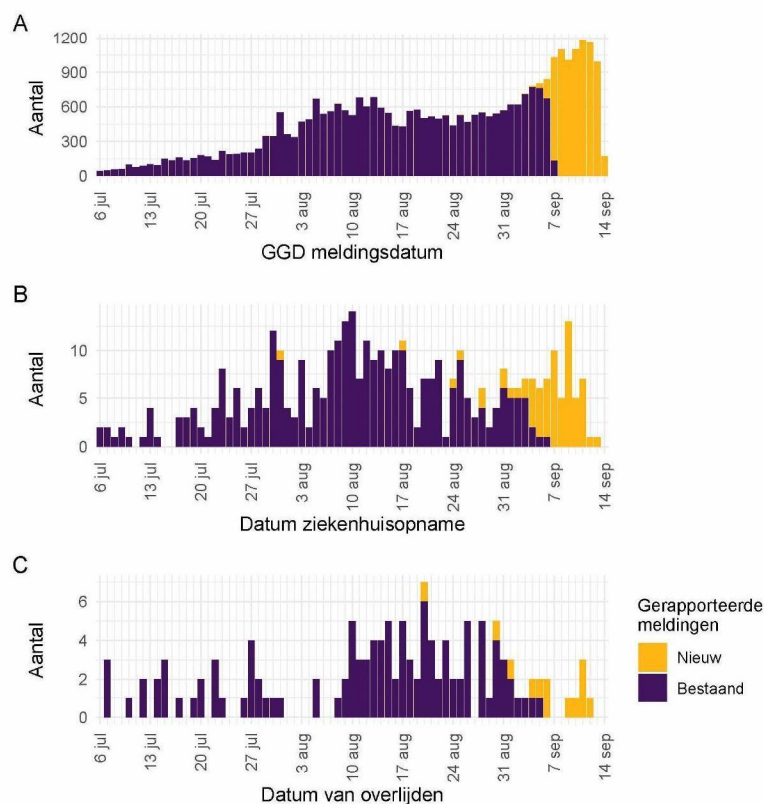 A
1200
900
600
300
0
Aantal
6 jul
13 jul
20 jul
27 jul
3 aug
10 aug
17 aug
24 aug
31 aug
7 sep
14 sep
GGD meldingsdatum
B
10
5
0
Aantal
6 jul
13 jul
20 jul
27 jul
3 aug
10 aug
17 aug
24 aug
31 aug
7 sep
14 sep
Datum ziekenhuisopname
C
6
4
2
0
Aantal
6 jul
13 jul
20 jul
27 jul
3 aug
10 aug
17 aug
24 aug
31 aug
7 sep
14 sep
Datum van overlijden
Gerapporteerde
meldingen
Nieuw
Bestaand